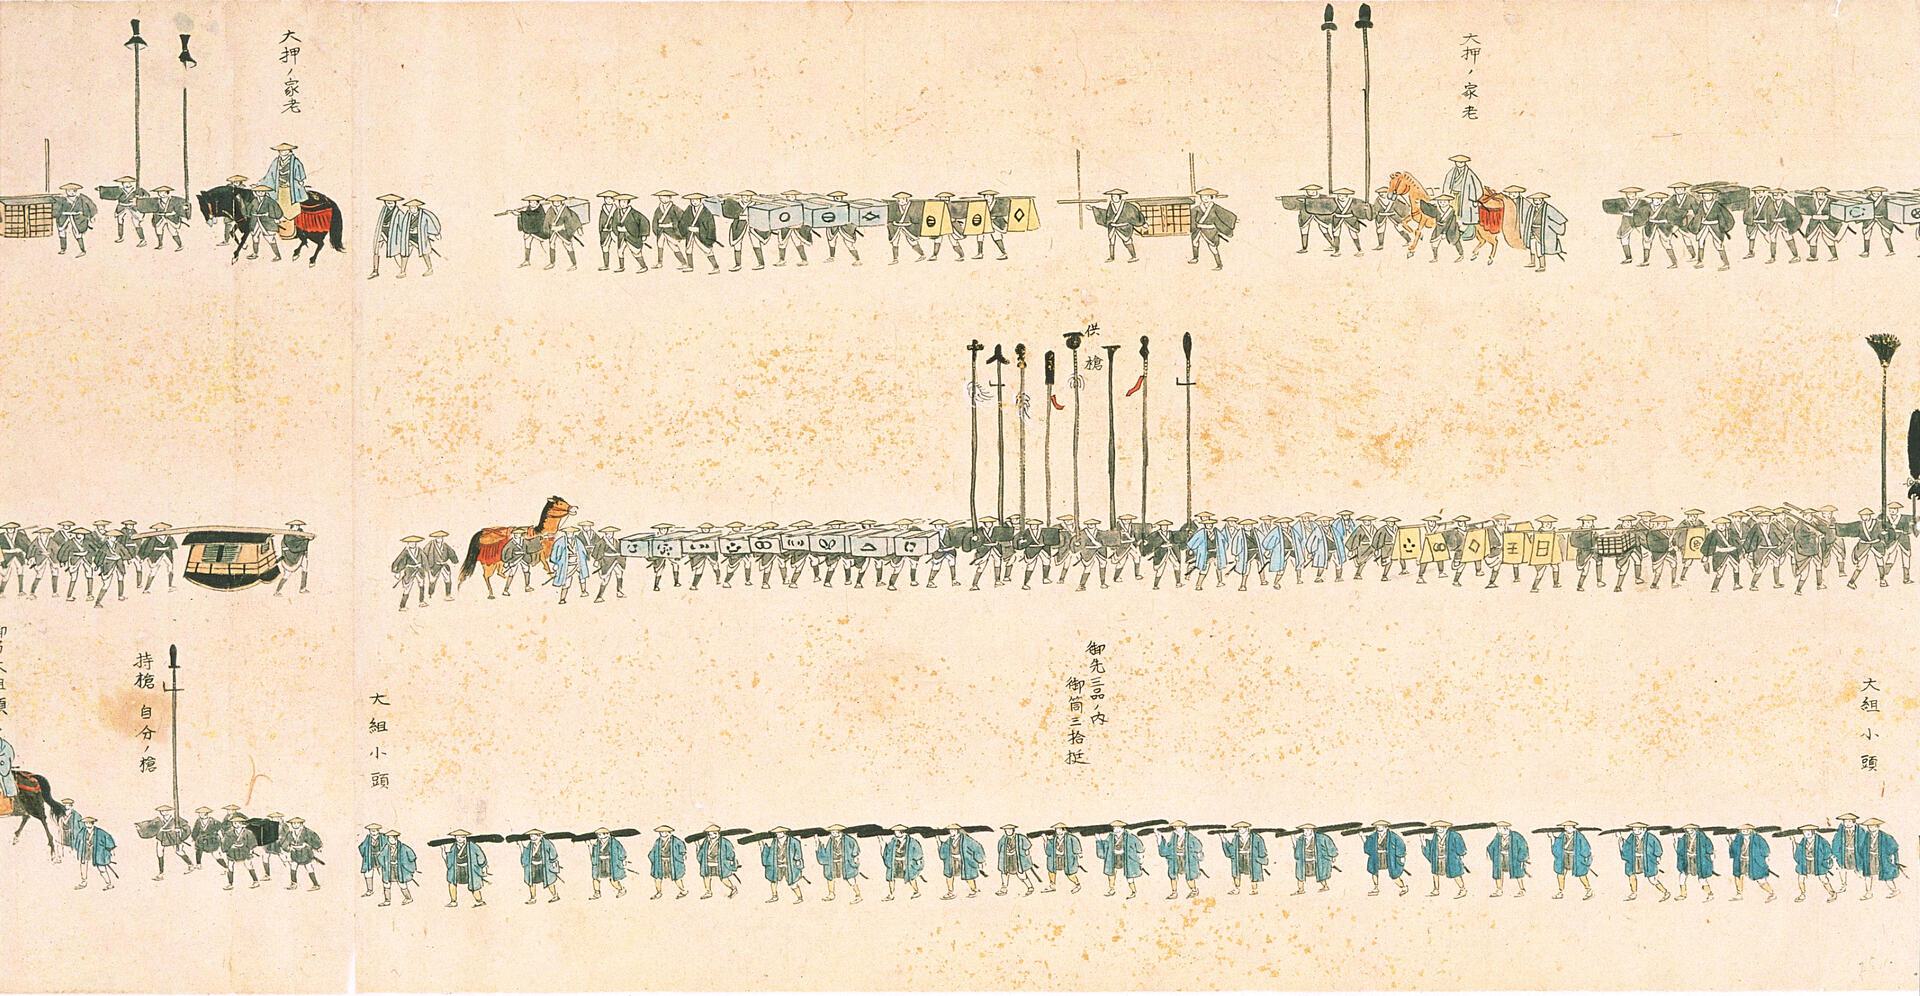 大押ノ家老
大押ノ家老
供槍
大組小頭
御先三品ノ内
御筒三拾挺
大組小頭
持槍 自分ノ槍